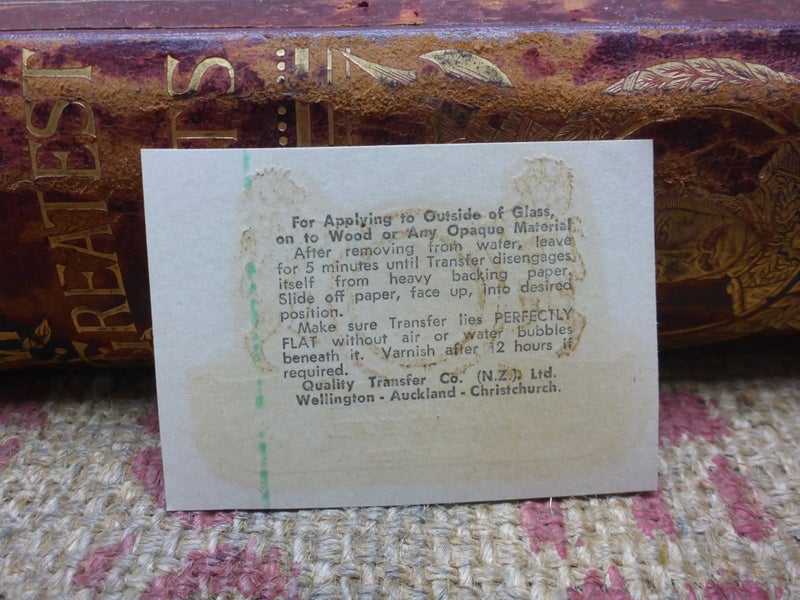 GREATEST
For Applying to Outside of Glass,
on to Wood or Any Opaque Material
After removing from water, leave
for 5 minutes until Transfer disengages
itself from heavy backing paper.
Slide off paper, face up, into desired
position.
Make sure Transfer lies PERFECTLY
FLAT without air or water bubbles
beneath it. Varnish after 12 hours if
required.
Quality Transfer Co. (N.Z.), Ltd.
Wellington - Auckland - Christchurch.